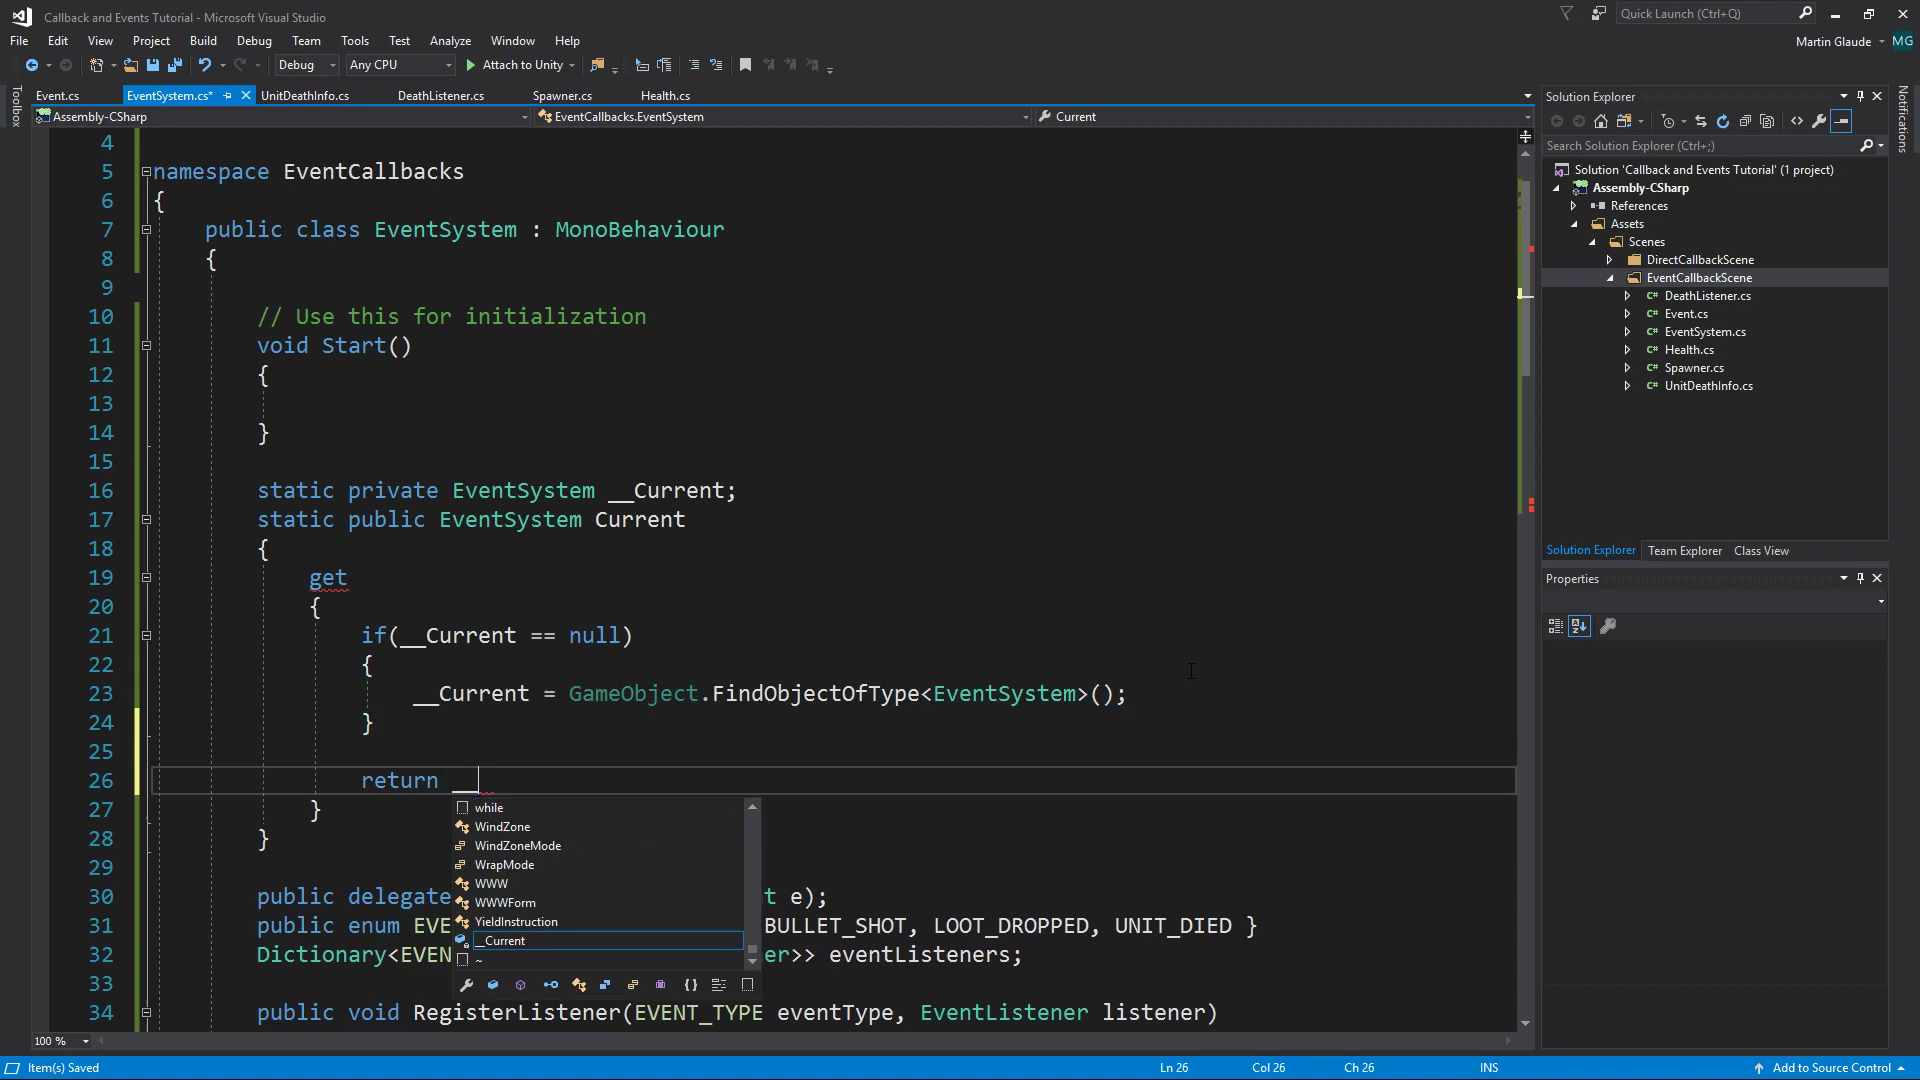 Callback and Events Tutorial - Microsoft Visual Studio
Quick Launch (Ctrl+Q)
File Edit View Project Build Debug Team Tools Test Analyze Window Help
Martin Glaude MG
Debug Any CPU Attach to Unity
Toolbox
Event.cs EventSystem.cs* UnitDeathInfo.cs DeathListener.cs Spawner.cs Health.cs
Assembly-CSharp EventCallbacks.EventSystem Current
4
5 namespace EventCallbacks
6 {
7 public class EventSystem : MonoBehaviour
8 {
9
10 // Use this for initialization
11 void Start()
12 {
13
14 }
15
16 static private EventSystem __Current;
17 static public EventSystem Current
18 {
19 get
20 {
21 if(__Current == null)
22 {
23 __Current = GameObject.FindObjectOfType<EventSystem>();
24 }
25
26 return __
27 }
28 }
29
30 public delegate t e);
31 public enum EVE BULLET_SHOT, LOOT_DROPPED, UNIT_DIED }
32 Dictionary<EVEN er>> eventListeners;
33
34 public void RegisterListener(EVENT_TYPE eventType, EventListener listener)
while
WindZone
WindZoneMode
WrapMode
WWW
WWWForm
YieldInstruction
__Current
~
100 %
Solution Explorer
Search Solution Explorer (Ctrl+;)
Solution 'Callback and Events Tutorial' (1 project)
Assembly-CSharp
References
Assets
Scenes
DirectCallbackScene
EventCallbackScene
C# DeathListener.cs
C# Event.cs
C# EventSystem.cs
C# Health.cs
C# Spawner.cs
C# UnitDeathInfo.cs
Solution Explorer Team Explorer Class View
Properties
Notifications
Item(s) Saved Ln 26 Col 26 Ch 26 INS Add to Source Control